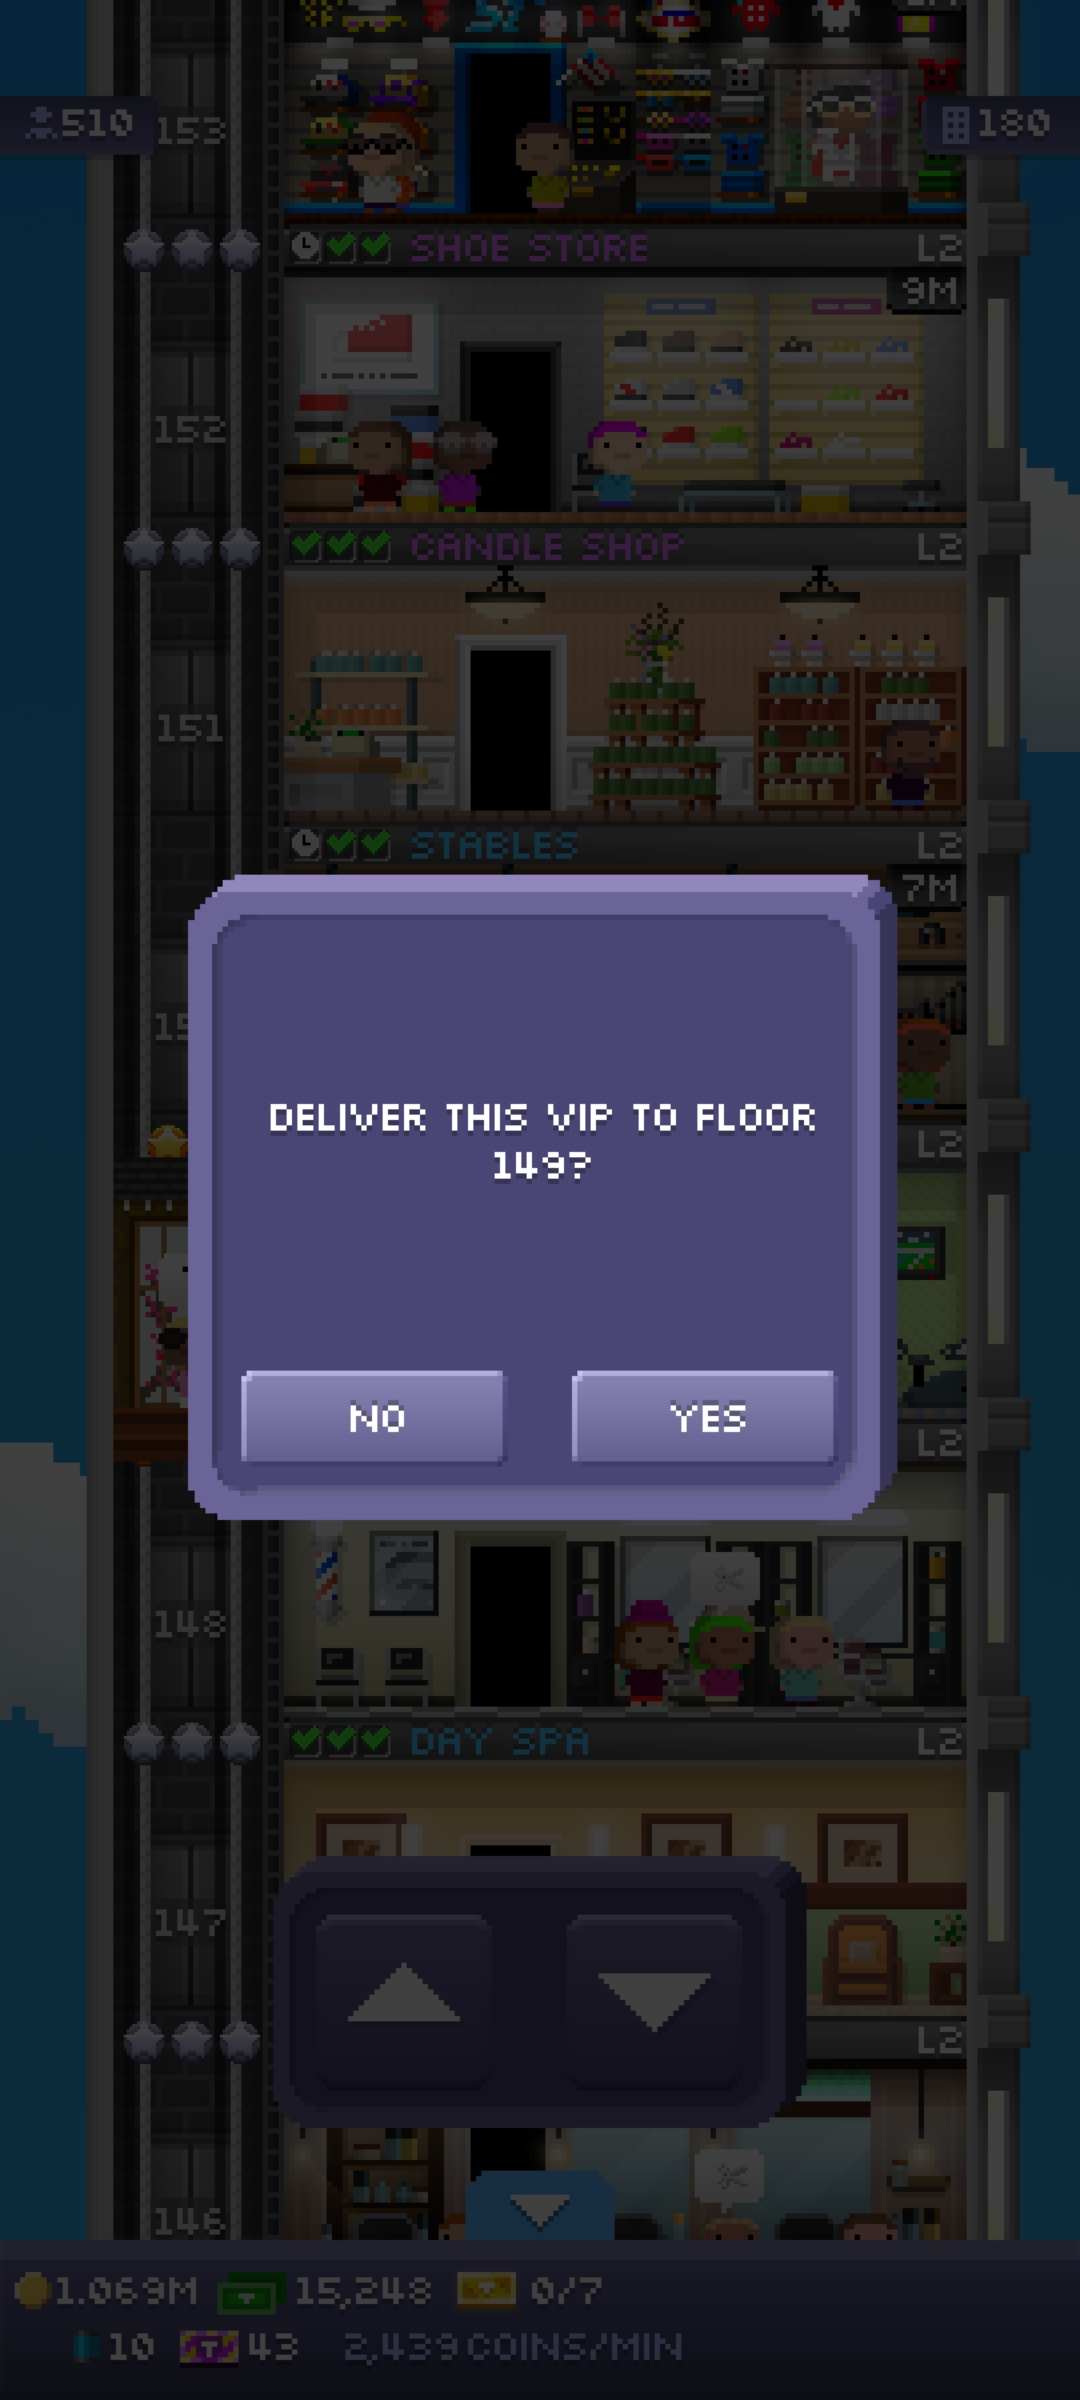 510
153
180
SHOE STORE
L2
9M
152
CANDLE SHOP
L2
151
STABLES
L2
7M
L2
DELIVER THIS VIP TO FLOOR
149?
NO
YES
L2
148
DAY SPA
L2
147
L2
146
1.069M
15,248
0/7
10
T
43
2,439 COINS/MIN